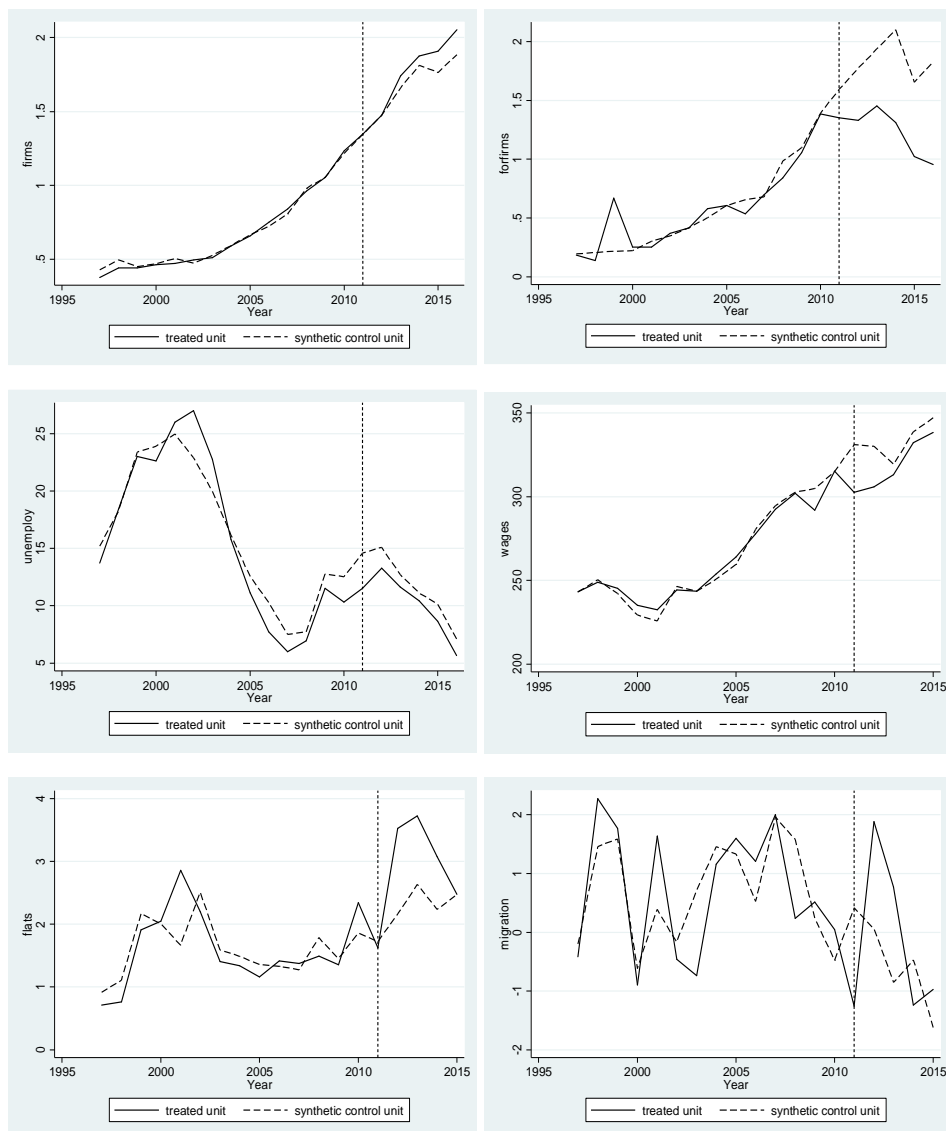 firms
2
1.5
1
.5
1995 2000 2005 2010 2015
Year
treated unit synthetic control unit
forfirms
2
1.5
1
.5
0
1995 2000 2005 2010 2015
Year
treated unit synthetic control unit
unemploy
25
20
15
10
5
1995 2000 2005 2010 2015
Year
treated unit synthetic control unit
wages
350
300
250
200
1995 2000 2005 2010 2015
Year
treated unit synthetic control unit
flats
4
3
2
1
0
1995 2000 2005 2010 2015
Year
treated unit synthetic control unit
migration
2
1
0
-1
-2
1995 2000 2005 2010 2015
Year
treated unit synthetic control unit